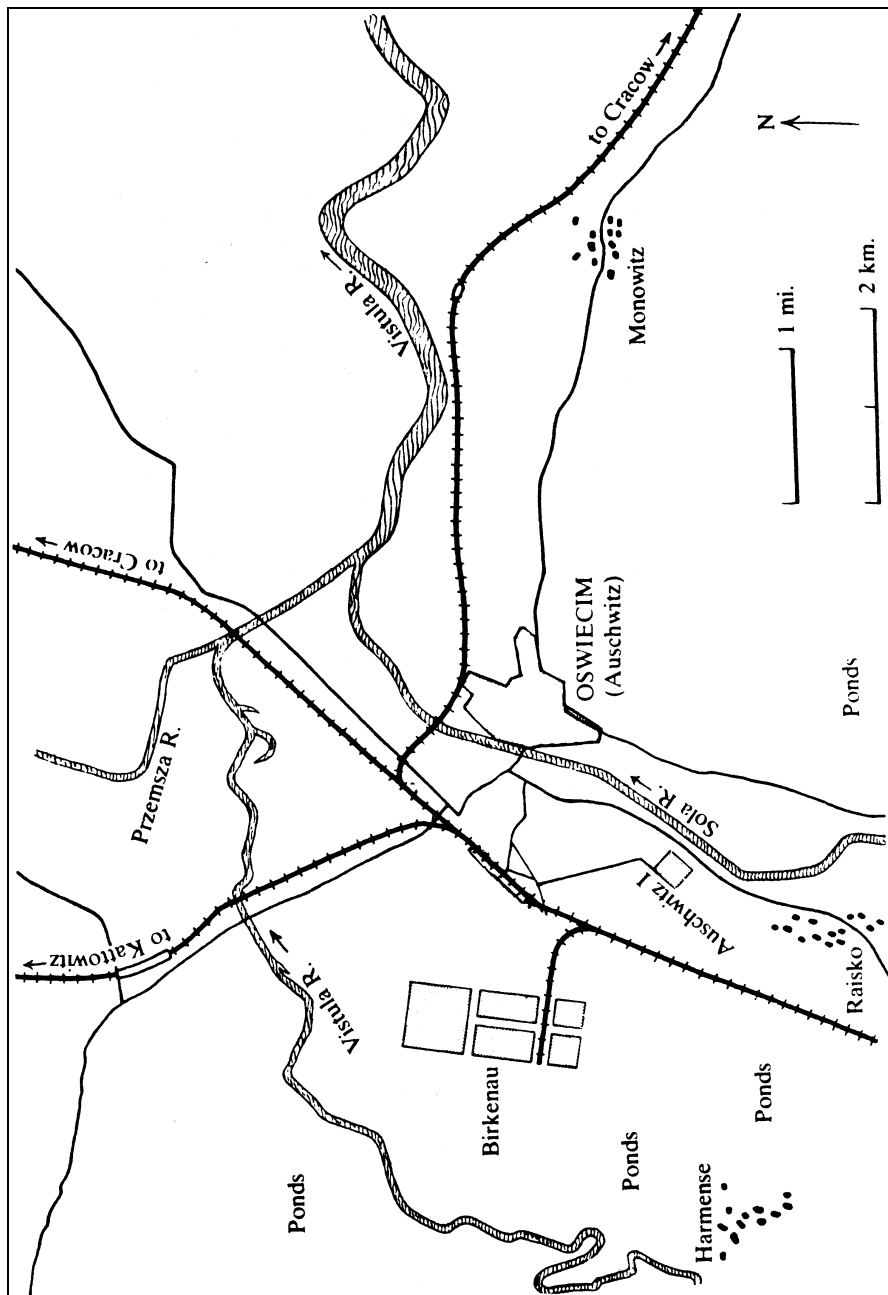 to Cracow
N
Vistula R.
Monowitz
1 mi.
2 km.
to Cracow
Przemsza R.
OSWIECIM
(Auschwitz)
Ponds
Sola R.
Auschwitz I
to Kattowitz
Vistula R.
Raisko
Birkenau
Ponds
Ponds
Ponds
Harmense